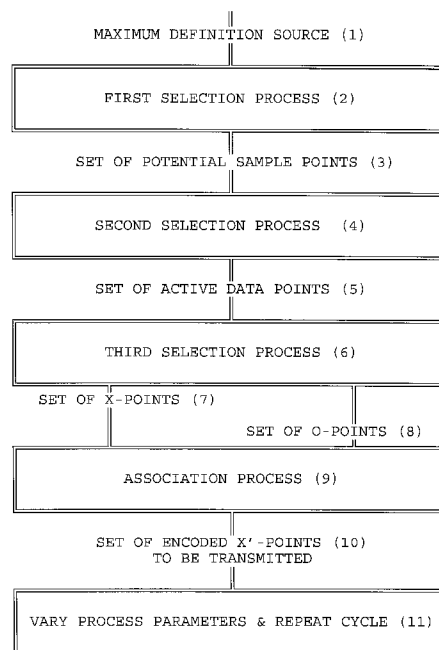 MAXIMUM DEFINITION SOURCE (1)
FIRST SELECTION PROCESS (2)
SET OF POTENTIAL SAMPLE POINTS (3)
SECOND SELECTION PROCESS (4)
SET OF ACTIVE DATA POINTS (5)
THIRD SELECTION PROCESS (6)
SET OF X-POINTS (7)
SET OF O-POINTS (8)
ASSOCIATION PROCESS (9)
SET OF ENCODED X'-POINTS (10)
TO BE TRANSMITTED
VARY PROCESS PARAMETERS & REPEAT CYCLE (11)